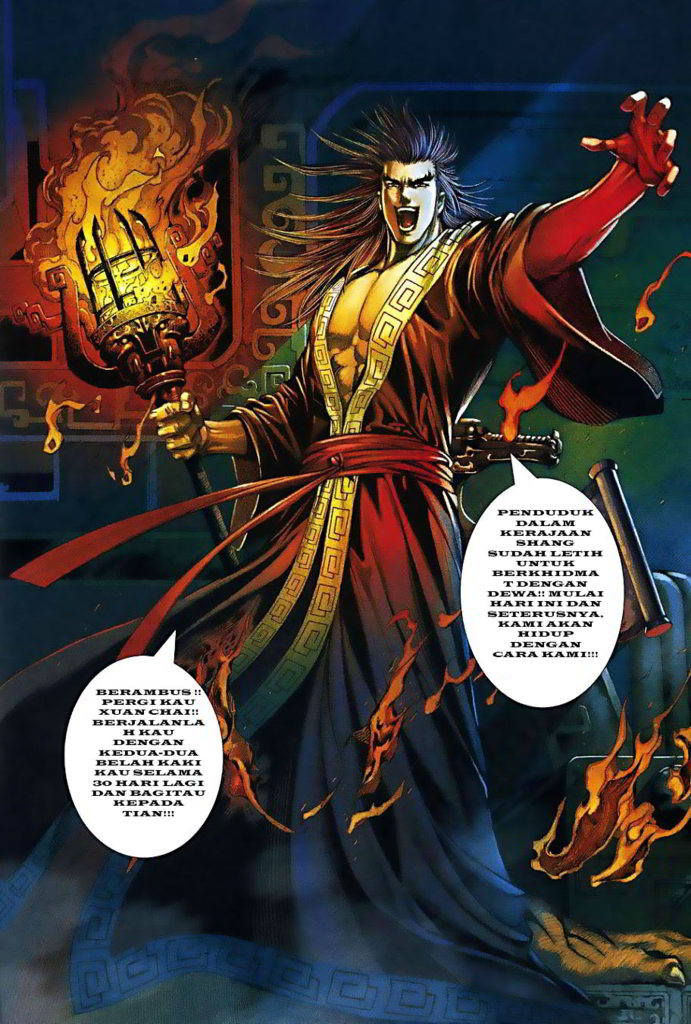 PENDUDUK
DALAM
KERAJAAN
SHANG
SUDAH LETIH
UNTUK
BERKHIDMA
T DENGAN
DEWA!! MULAI
HARI INI DAN
SETERUSNYA.
KAMI AKAN
HIDUP
DENGAN
CARA KAMI!!!
BERAMBUS!!
PERGI KAU
XUAN CHAI!!
BERJALANLA
H KAU
DENGAN
KEDUA-DUA
BELAH KAKI
KAU SELAMA
30 HARI LAGI
DAN BAGITAU
KEPADA
TIAN!!!